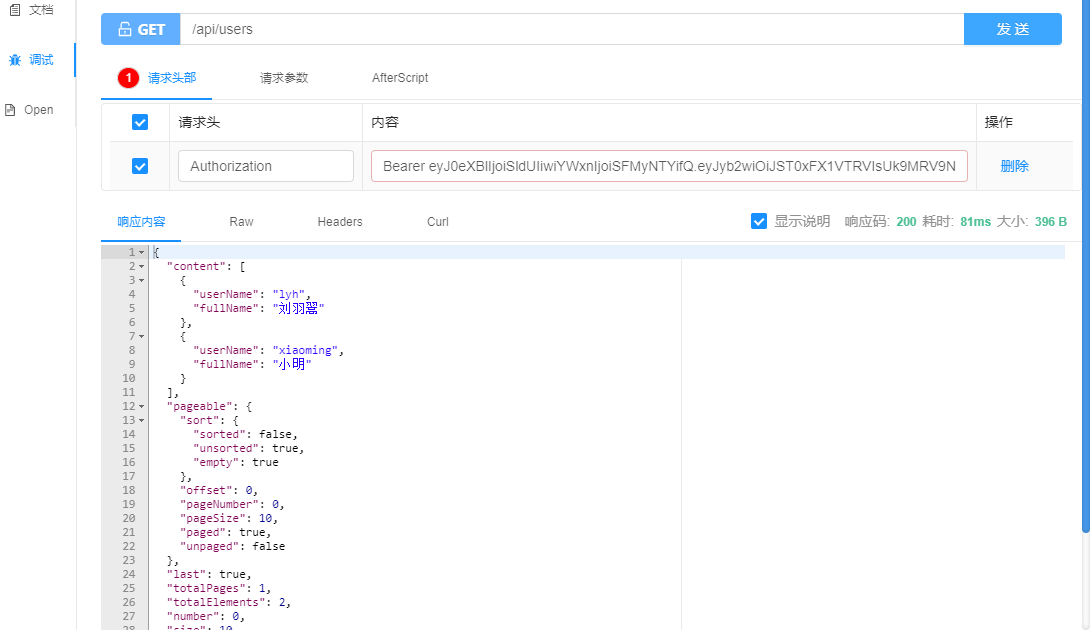 文档
GET /api/users 发 送
调试
1 请求头部 请求参数 AfterScript
Open
请求头 内容 操作
Authorization Bearer eyJ0eXBlIjoiSldUIiwiYWxnIjoiSFMyNTYifQ.eyJyb2wiOiJST0xFX1VTRVIsUk9MRV9N 删除
响应内容 Raw Headers Curl 显示说明 响应码: 200 耗时: 81ms 大小: 396 B
1 {
2 "content": [
3 {
4 "userName": "lyh",
5 "fullName": "刘羽翯"
6 },
7 {
8 "userName": "xiaoming",
9 "fullName": "小明"
10 }
11 ],
12 "pageable": {
13 "sort": {
14 "sorted": false,
15 "unsorted": true,
16 "empty": true
17 },
18 "offset": 0,
19 "pageNumber": 0,
20 "pageSize": 10,
21 "paged": true,
22 "unpaged": false
23 },
24 "last": true,
25 "totalPages": 1,
26 "totalElements": 2,
27 "number": 0,
28 "size": 10